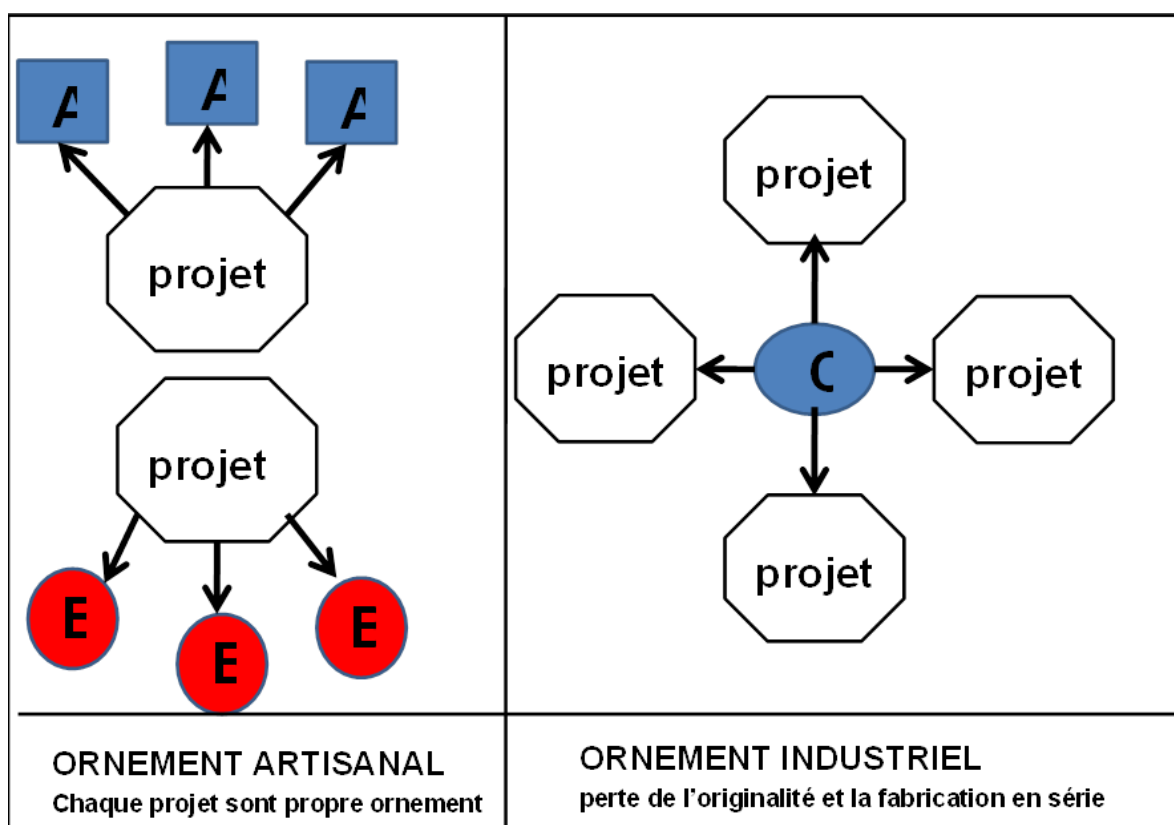 A
A
A
projet
projet
E
E
E
ORNEMENT ARTISANAL
Chaque projet sont propre ornement
projet
projet
C
projet
projet
ORNEMENT INDUSTRIEL
perte de l'originalité et la fabrication en série